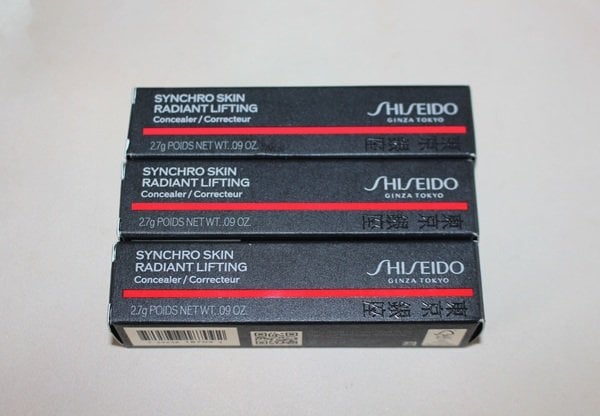 SYNCHRO SKIN
RADIANT LIFTING
Concealer / Correcteur
SHISEIDO
GINZA TOKYO
2.7g POIDS NET WT. .09 OZ.
東京銀座
SYNCHRO SKIN
RADIANT LIFTING
Concealer / Correcteur
SHISEIDO
GINZA TOKYO
2.7g POIDS NET WT. .09 OZ.
東京銀座
SYNCHRO SKIN
RADIANT LIFTING
Concealer / Correcteur
SHISEIDO
GINZA TOKYO
2.7g POIDS NET WT. .09 OZ.
東京銀座